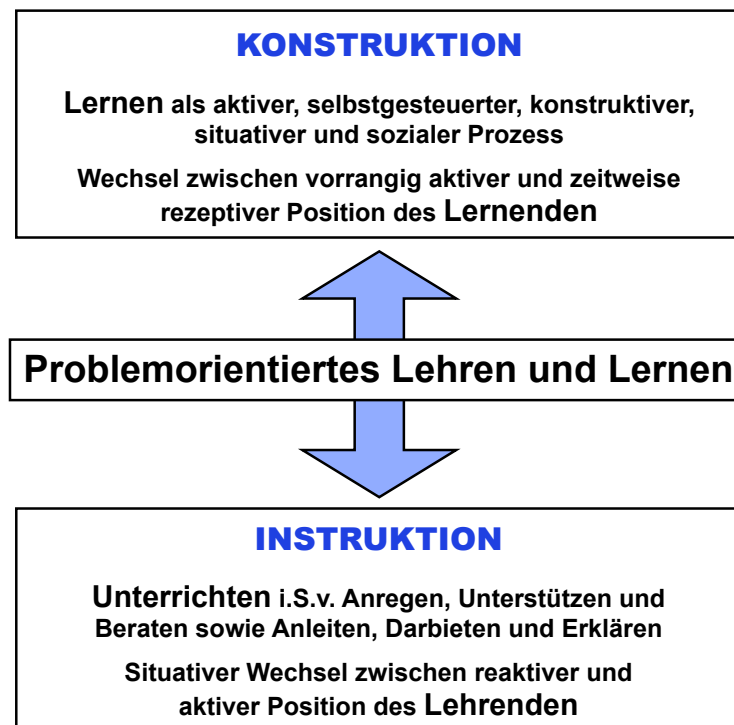 KONSTRUKTION
Lernen als aktiver, selbstgesteuerter, konstruktiver,
situativer und sozialer Prozess
Wechsel zwischen vorrangig aktiver und zeitweise
rezeptiver Position des Lernenden
Problemorientiertes Lehren und Lernen
INSTRUKTION
Unterrichten i.S.v. Anregen, Unterstützen und
Beraten sowie Anleiten, Darbieten und Erklären
Situativer Wechsel zwischen reaktiver und
aktiver Position des Lehrenden